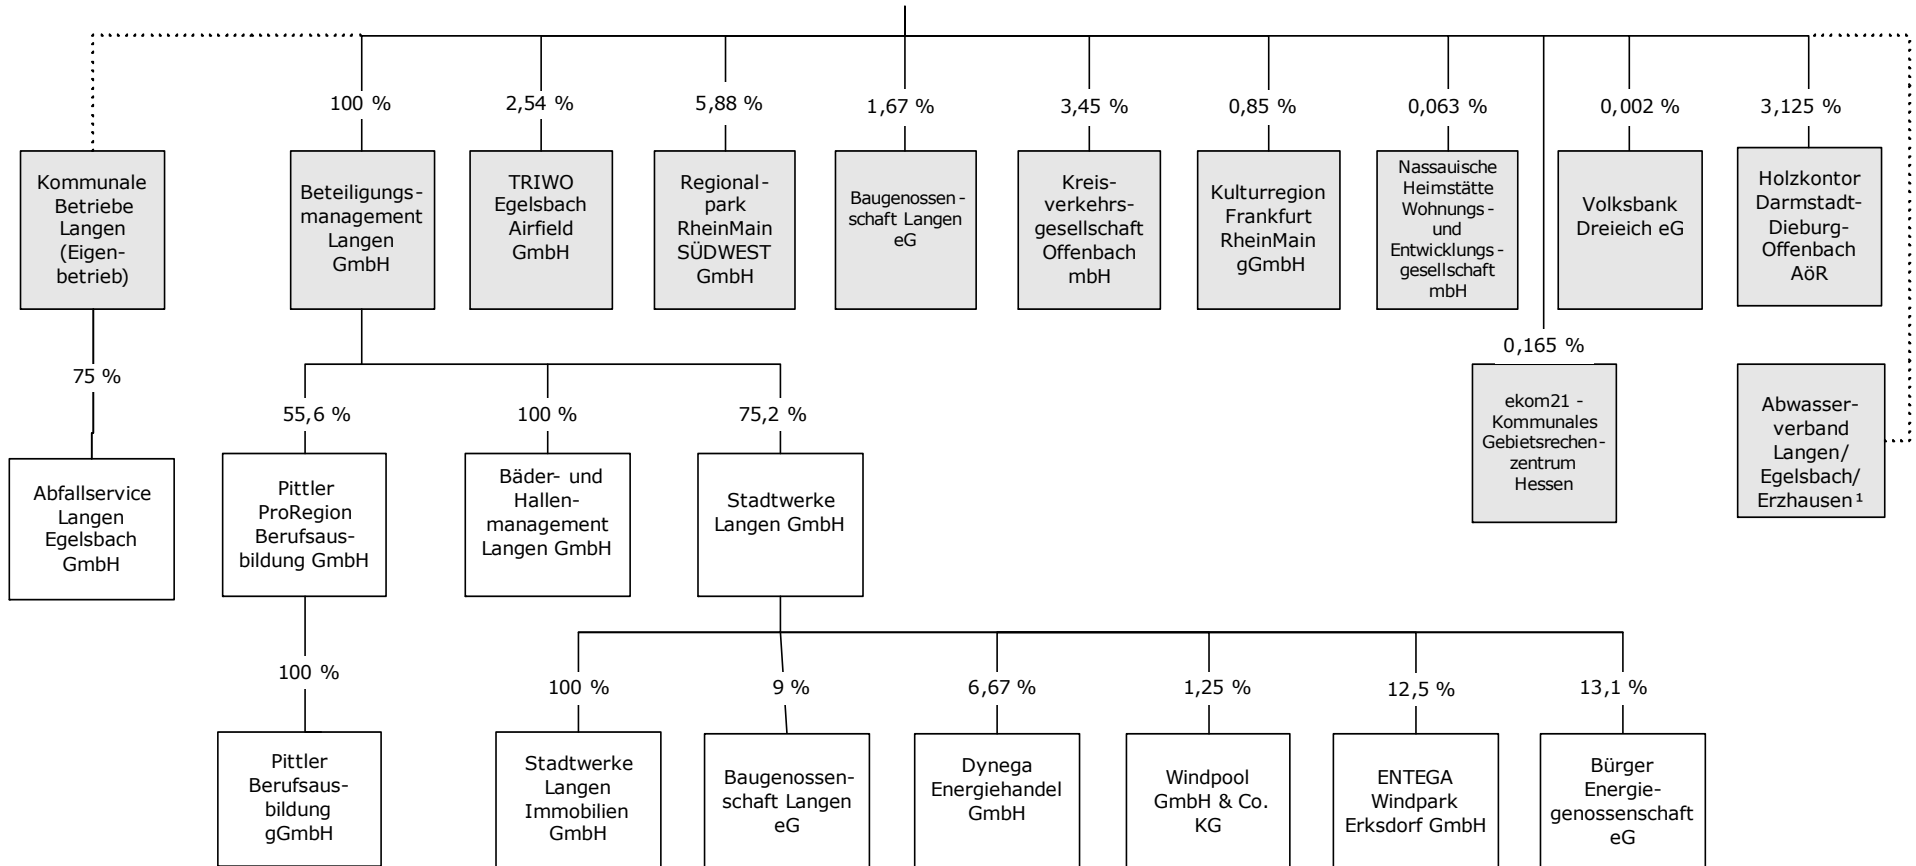 100 %
2,54 %
5,88 %
1,67 %
3,45 %
0,85 %
0,063 %
0,002 %
3,125 %
Kommunale
Betriebe
Langen
(Eigen-
betrieb)
Beteiligungs-
management
Langen
GmbH
TRIWO
Egelsbach
Airfield
GmbH
Regional-
park
RheinMain
SÜDWEST
GmbH
Baugenossen-
schaft Langen
eG
Kreis-
verkehrs-
gesellschaft
Offenbach
mbH
Kulturregion
Frankfurt
RheinMain
gGmbH
Nassauische
Heimstätte
Wohnungs-
und
Entwicklungs-
gesellschaft
mbH
Volksbank
Dreieich eG
Holzkontor
Darmstadt-
Dieburg-
Offenbach
AöR
0,165 %
75 %
55,6 %
100 %
75,2 %
ekom21 -
Kommunales
Gebietsrechen-
zentrum
Hessen
Abwasser-
verband
Langen/
Egelsbach/
Erzhausen¹
Abfallservice
Langen
Egelsbach
GmbH
Pittler
ProRegion
Berufsaus-
bildung GmbH
Bäder- und
Hallen-
management
Langen GmbH
Stadtwerke
Langen GmbH
100 %
100 %
9 %
6,67 %
1,25 %
12,5 %
13,1 %
Pittler
Berufsaus-
bildung
gGmbH
Stadtwerke
Langen
Immobilien
GmbH
Baugenossen-
schaft Langen
eG
Dynega
Energiehandel
GmbH
Windpool
GmbH & Co.
KG
ENTEGA
Windpark
Erksdorf GmbH
Bürger
Energie-
genossenschaft
eG